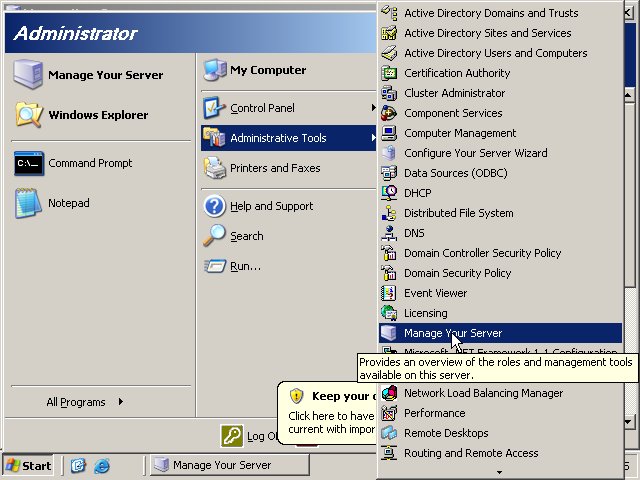 Administrator
Manage Your Server
Windows Explorer
Command Prompt
Notepad
All Programs
My Computer
Control Panel
Administrative Tools
Printers and Faxes
Help and Support
Search
Run...
Log O
Keep your
Click here to have
current with impor
Start
Manage Your Server
Active Directory Domains and Trusts
Active Directory Sites and Services
Active Directory Users and Computers
Certification Authority
Cluster Administrator
Component Services
Computer Management
Configure Your Server Wizard
Data Sources (ODBC)
DHCP
Distributed File System
DNS
Domain Controller Security Policy
Domain Security Policy
Event Viewer
Licensing
Manage Your Server
Microsoft .NET Framework 1.1 Configuration
Provides an overview of the roles and management tools
available on this server.
Network Load Balancing Manager
Performance
Remote Desktops
Routing and Remote Access